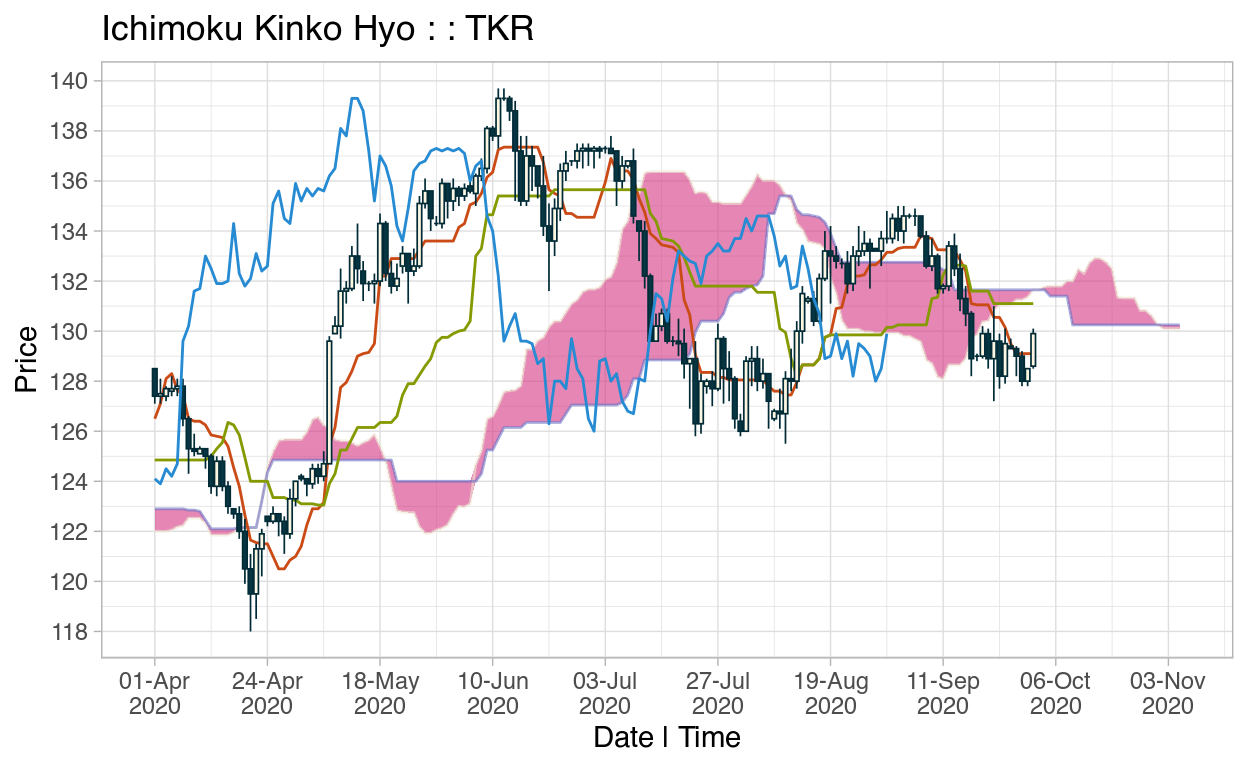 Ichimoku Kinko Hyo : : TKR
Price
140
138
136
134
132
130
128
126
124
122
120
118
01-Apr 24-Apr 18-May 10-Jun 03-Jul 27-Jul 19-Aug 11-Sep 06-Oct 03-Nov
2020 2020 2020 2020 2020 2020 2020 2020 2020 2020
Date | Time